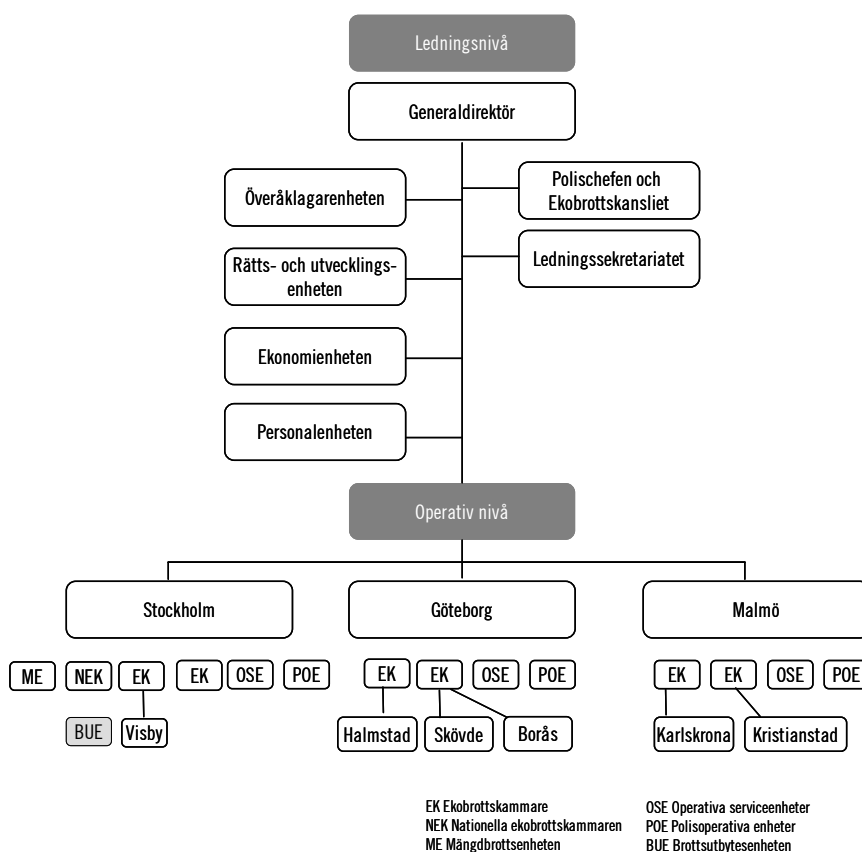 Ledningsnivå
Generaldirektör
Överåklagarenheten
Polischefen och
Ekobrottskansliet
Rätts- och utvecklings-
enheten
Ledningssekretariatet
Ekonomienheten
Personalenheten
Operativ nivå
Stockholm
Göteborg
Malmö
ME
NEK
EK
EK
OSE
POE
EK
EK
OSE
POE
EK
EK
OSE
POE
BUE
Visby
Halmstad
Skövde
Borås
Karlskrona
Kristianstad
EK Ekobrottskammare
NEK Nationella ekobrottskammaren
ME Mängdbrottsenheten
OSE Operativa serviceenheter
POE Polisoperativa enheter
BUE Brottsutbytesenheten